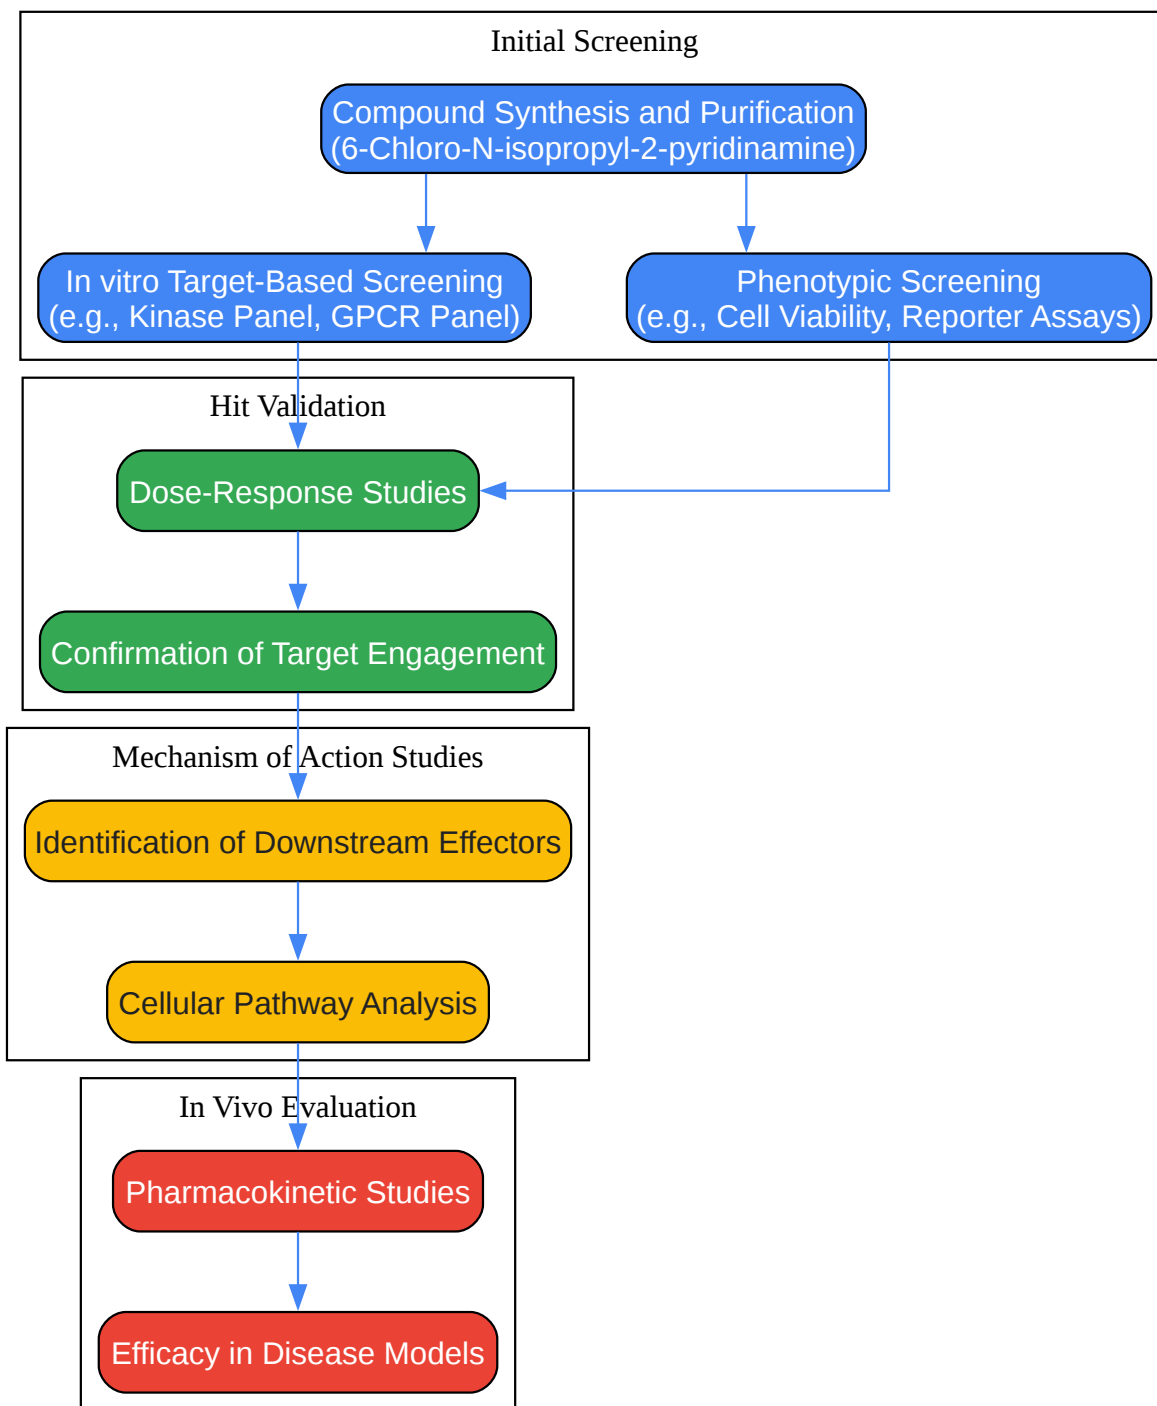 Initial Screening
Compound Synthesis and Purification
(6-Chloro-N-isopropyl-2-pyridinamine)
In vitro Target-Based Screening
(e.g., Kinase Panel, GPCR Panel)
Phenotypic Screening
(e.g., Cell Viability, Reporter Assays)
Hit Validation
Dose-Response Studies
Confirmation of Target Engagement
Mechanism of Action Studies
Identification of Downstream Effectors
Cellular Pathway Analysis
In Vivo Evaluation
Pharmacokinetic Studies
Efficacy in Disease Models